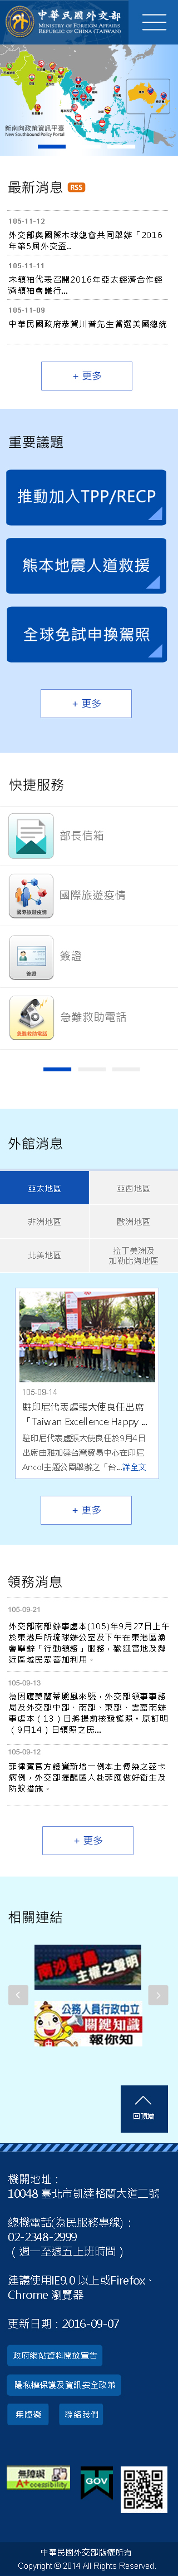 中華民國外交部
REPUBLIC OF CHINA (TAIWAN)
新南向政策資訊平臺
New Southbound Policy Portal
最新消息 RSS
105-11-12
外交部與國際木球總會共同舉辦「2016
年第5屆外交盃...
105-11-11
宋領袖代表召開2016年亞太經濟合作經
濟領袖會議行...
105-11-09
中華民國政府恭賀川普先生當選美國總統
+ 更多
重要議題
推動加入TPP/RECP
熊本地震人道救援
全球免試申換駕照
+ 更多
快捷服務
部長信箱
國際旅遊疫情
國際旅遊疫情
簽證
簽證
急難救助電話
急難救助電話
外館消息
亞太地區
亞西地區
非洲地區
歐洲地區
北美地區
拉丁美洲及
加勒比海地區
105-09-14
駐印尼代表處張大使良任出席
「Taiwan Excellence Happy ...
駐印尼代表處張大使良任於9月4日
出席由雅加達台灣貿易中心在印尼
Ancol主題公園舉辦之「台...詳全文
+ 更多
領務消息
105-09-21
外交部南部辦事處本(105)年9月27日上午
於東港戶所琉球辦公室及下午在東港區漁
會舉辦「行動領務」服務，歡迎當地及鄰
近區域民眾善加利用。
105-09-13
為因應莫蘭蒂颱風來襲，外交部領事事務
局及外交部中部、南部、東部、雲嘉南辦
事處本（13）日將提前核發護照。原訂明
（9月14）日領照之民...
105-09-12
菲律賓官方證實新增一例本土傳染之茲卡
病例，外交部提醒國人赴菲應做好衛生及
防蚊措施。
+ 更多
相關連結
南沙群島
主權之聲明
公務人員行政中立
關鍵知識
報你知
回頂端
機關地址：
10048 臺北市凱達格蘭大道二號
總機電話(為民服務專線)：
02-2348-2999
（週一至週五上班時間）
建議使用IE9.0 以上或Firefox、
Chrome 瀏覽器
更新日期：2016-09-07
政府網站資料開放宣告
隱私權保護及資訊安全政策
無障礙
聯絡我們
無障礙
A+ccessibility
GOV
中華民國外交部版權所有
Copyright © 2014 All Rights Reserved.